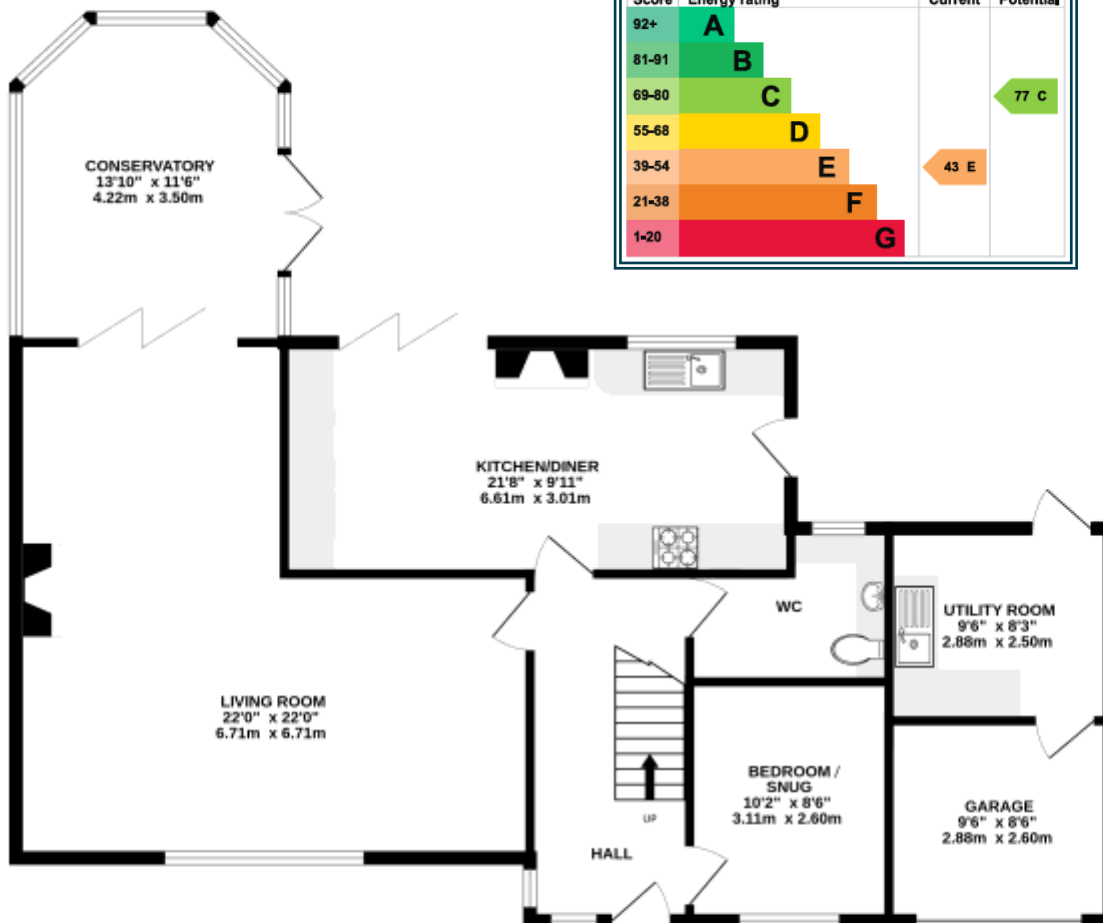 Score Energy rating Current Potential
92+ A
81-91 B
69-80 C 77 C
55-68 D
39-54 E 43 E
21-38 F
1-20 G
CONSERVATORY
13'10" x 11'6"
4.22m x 3.50m
KITCHEN/DINER
21'8" x 9'11"
6.61m x 3.01m
WC
UTILITY ROOM
9'6" x 8'3"
2.88m x 2.50m
LIVING ROOM
22'0" x 22'0"
6.71m x 6.71m
UP
HALL
BEDROOM /
SNUG
10'2" x 8'6"
3.11m x 2.60m
GARAGE
9'6" x 8'6"
2.88m x 2.60m